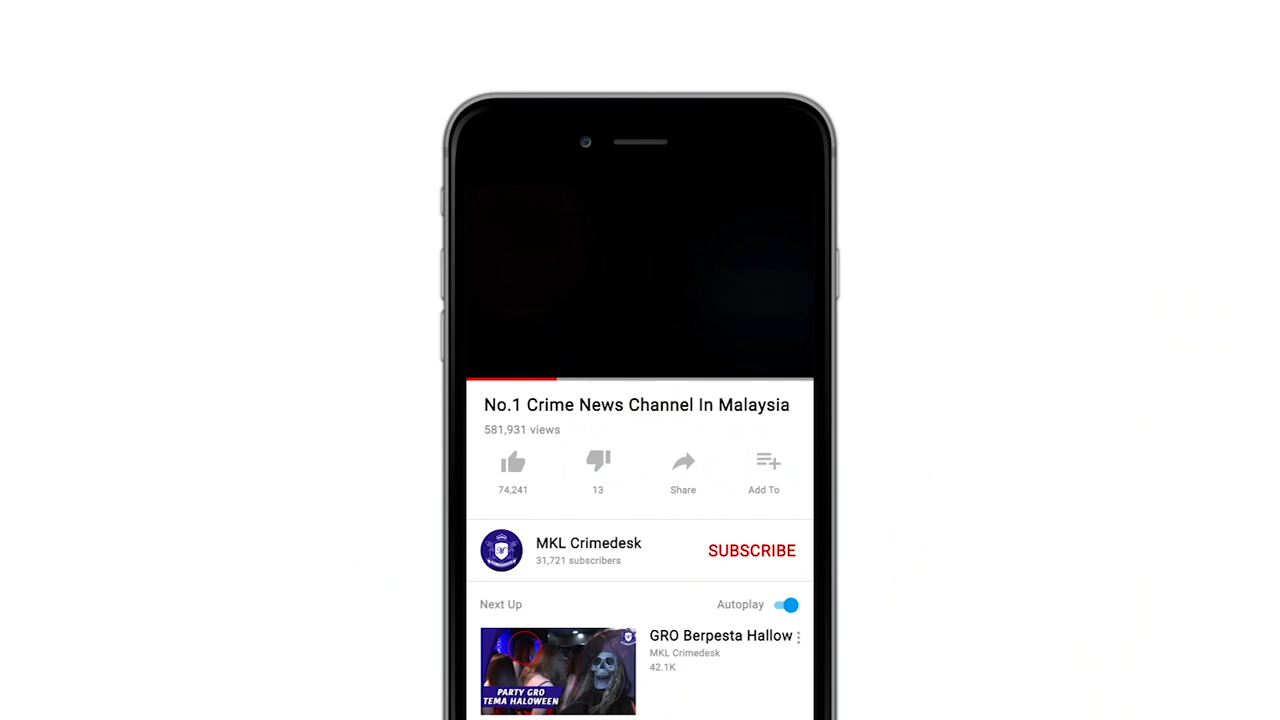 No.1 Crime News Channel In Malaysia
581,931 views
74,241
13
Share
Add To
MKL Crimedesk
31,721 subscribers
SUBSCRIBE
Next Up
Autoplay
PARTY GRO
TEMA HALOWEEN
GRO Berpesta Hallow
MKL Crimedesk
42.1K